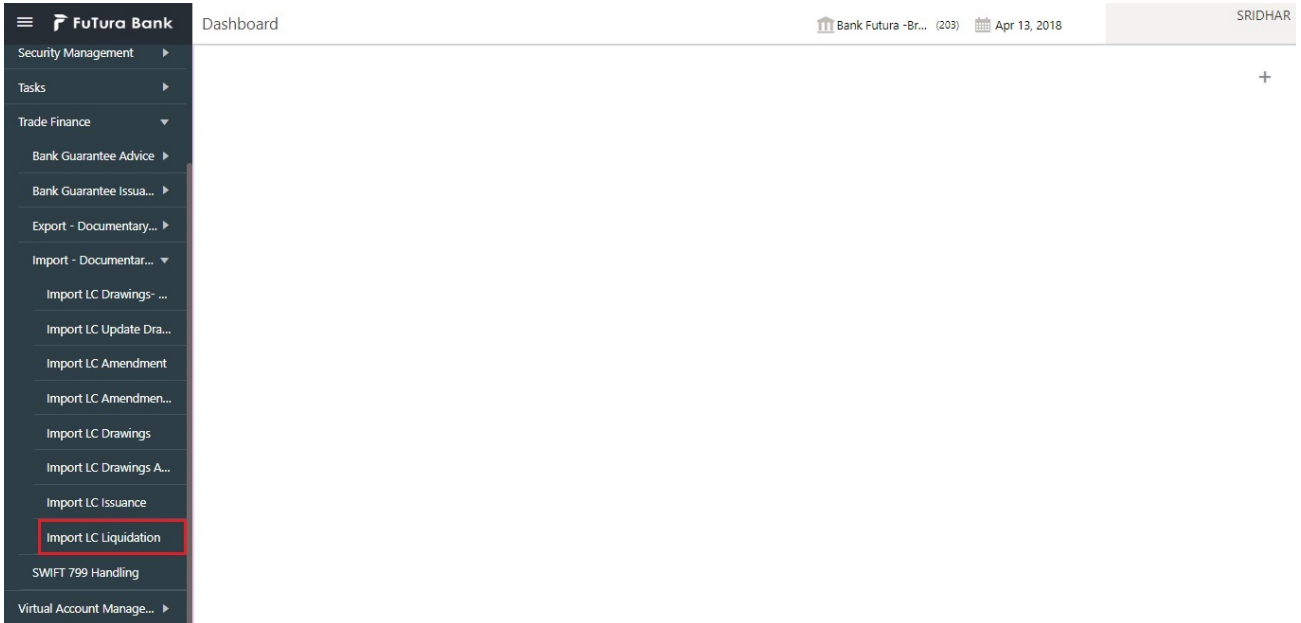 FuTura Bank
Dashboard
Bank Futura -Br... (203) Apr 13, 2018
SRIDHAR
Security Management
Tasks
Trade Finance
Bank Guarantee Advice
Bank Guarantee Issua...
Export - Documentary...
Import - Documentar...
Import LC Drawings- ...
Import LC Update Dra...
Import LC Amendment
Import LC Amendmen...
Import LC Drawings
Import LC Drawings A...
Import LC Issuance
Import LC Liquidation
SWIFT 799 Handling
Virtual Account Manage...